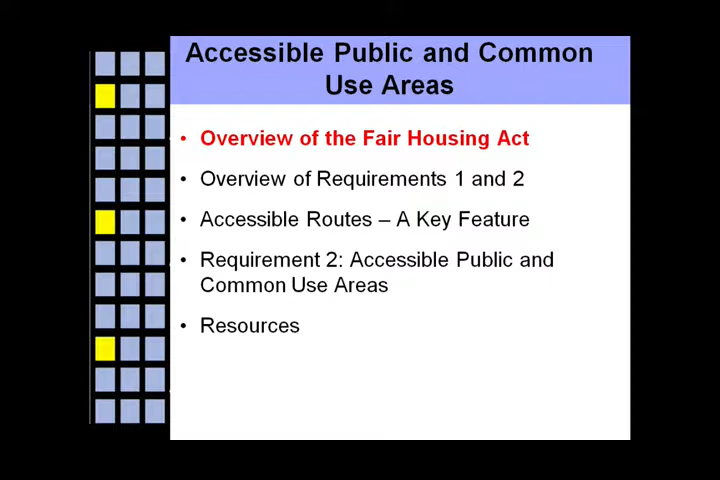 Accessible Public and Common
Use Areas
• Overview of the Fair Housing Act
• Overview of Requirements 1 and 2
• Accessible Routes – A Key Feature
• Requirement 2: Accessible Public and
Common Use Areas
• Resources